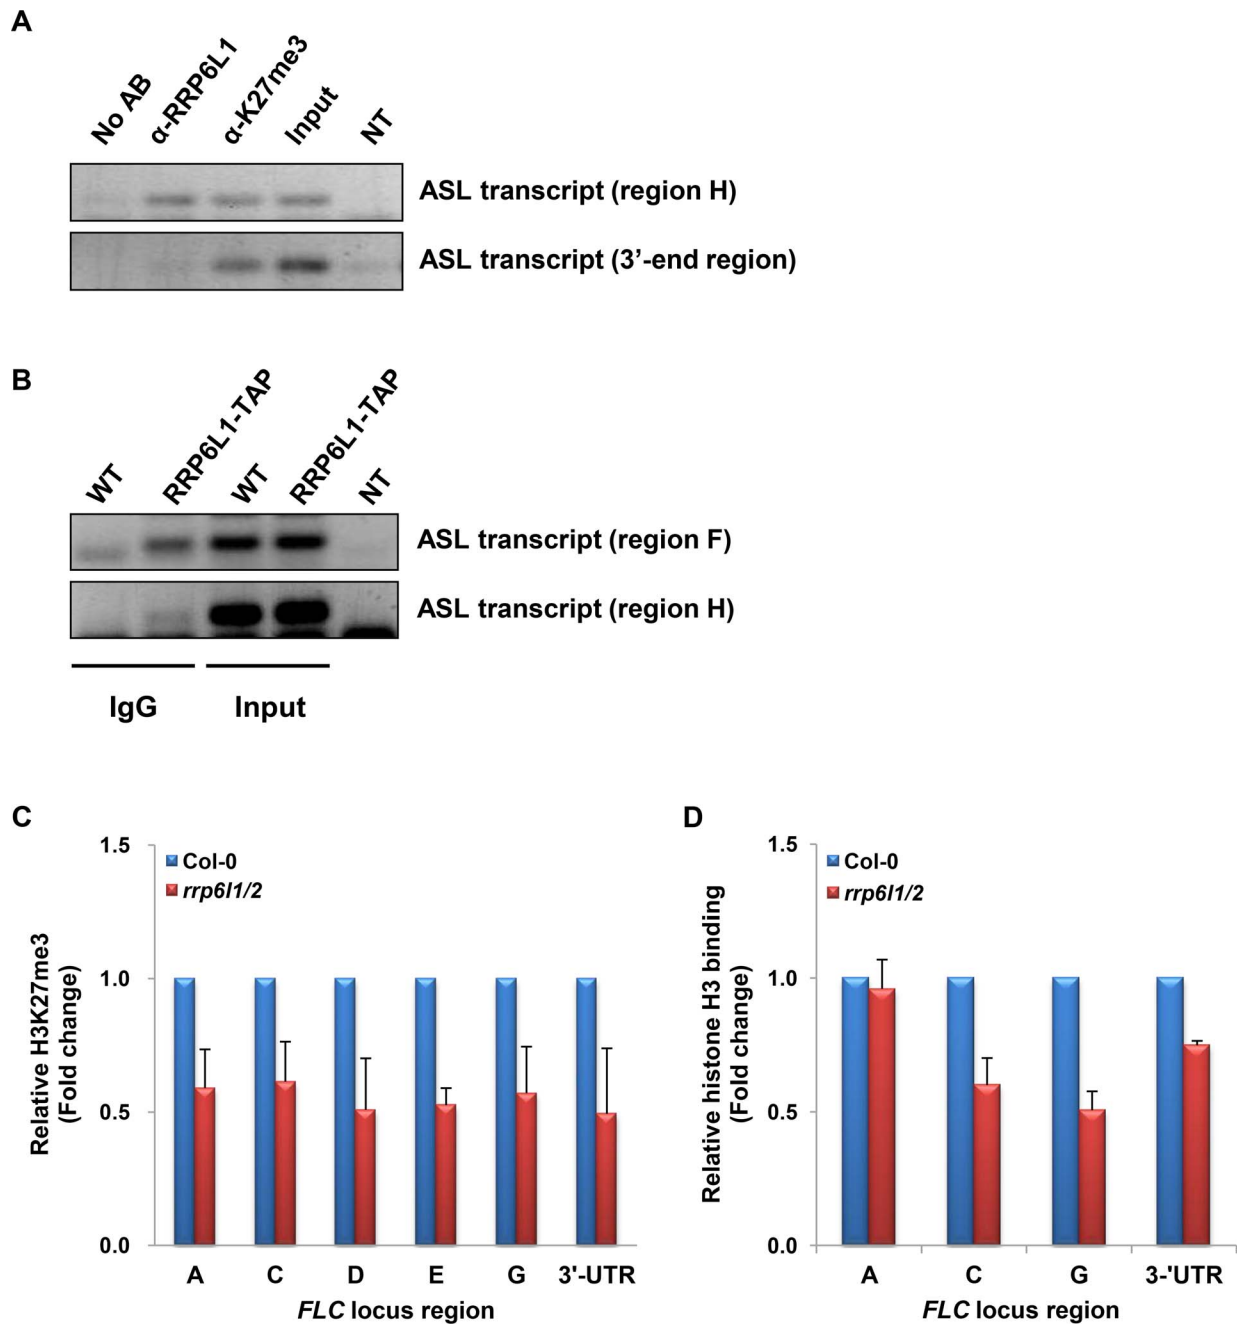 A
No AB
α-RRP6L1
α-K27me3
Input
NT
ASL transcript (region H)
ASL transcript (3’-end region)
B
WT
RRP6L1-TAP
WT
RRP6L1-TAP
NT
ASL transcript (region F)
ASL transcript (region H)
IgG
Input
C
Relative H3K27me3
(Fold change)
1.5
1.0
0.5
0.0
Col-0
rrp6l1/2
A
C
D
E
G
3'-UTR
FLC locus region
D
Relative histone H3 binding
(Fold change)
1.5
1.0
0.5
0.0
Col-0
rrp6l1/2
A
C
G
3-'UTR
FLC locus region